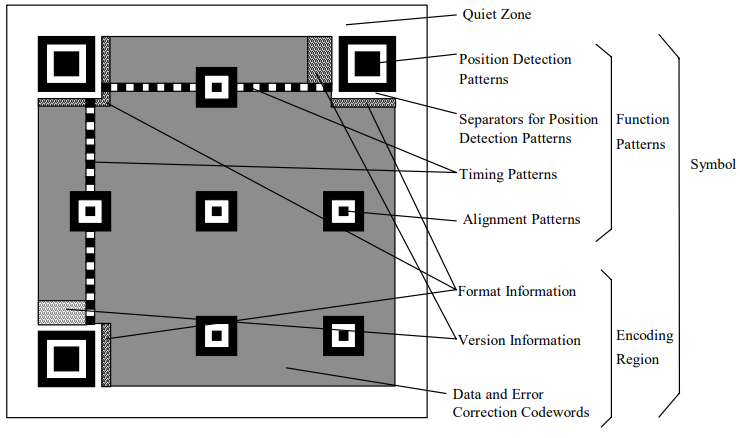 Quiet Zone
Position Detection
Patterns
Separators for Position
Detection Patterns
Function
Patterns
Symbol
Timing Patterns
Alignment Patterns
Format Information
Version Information
Encoding
Region
Data and Error
Correction Codewords